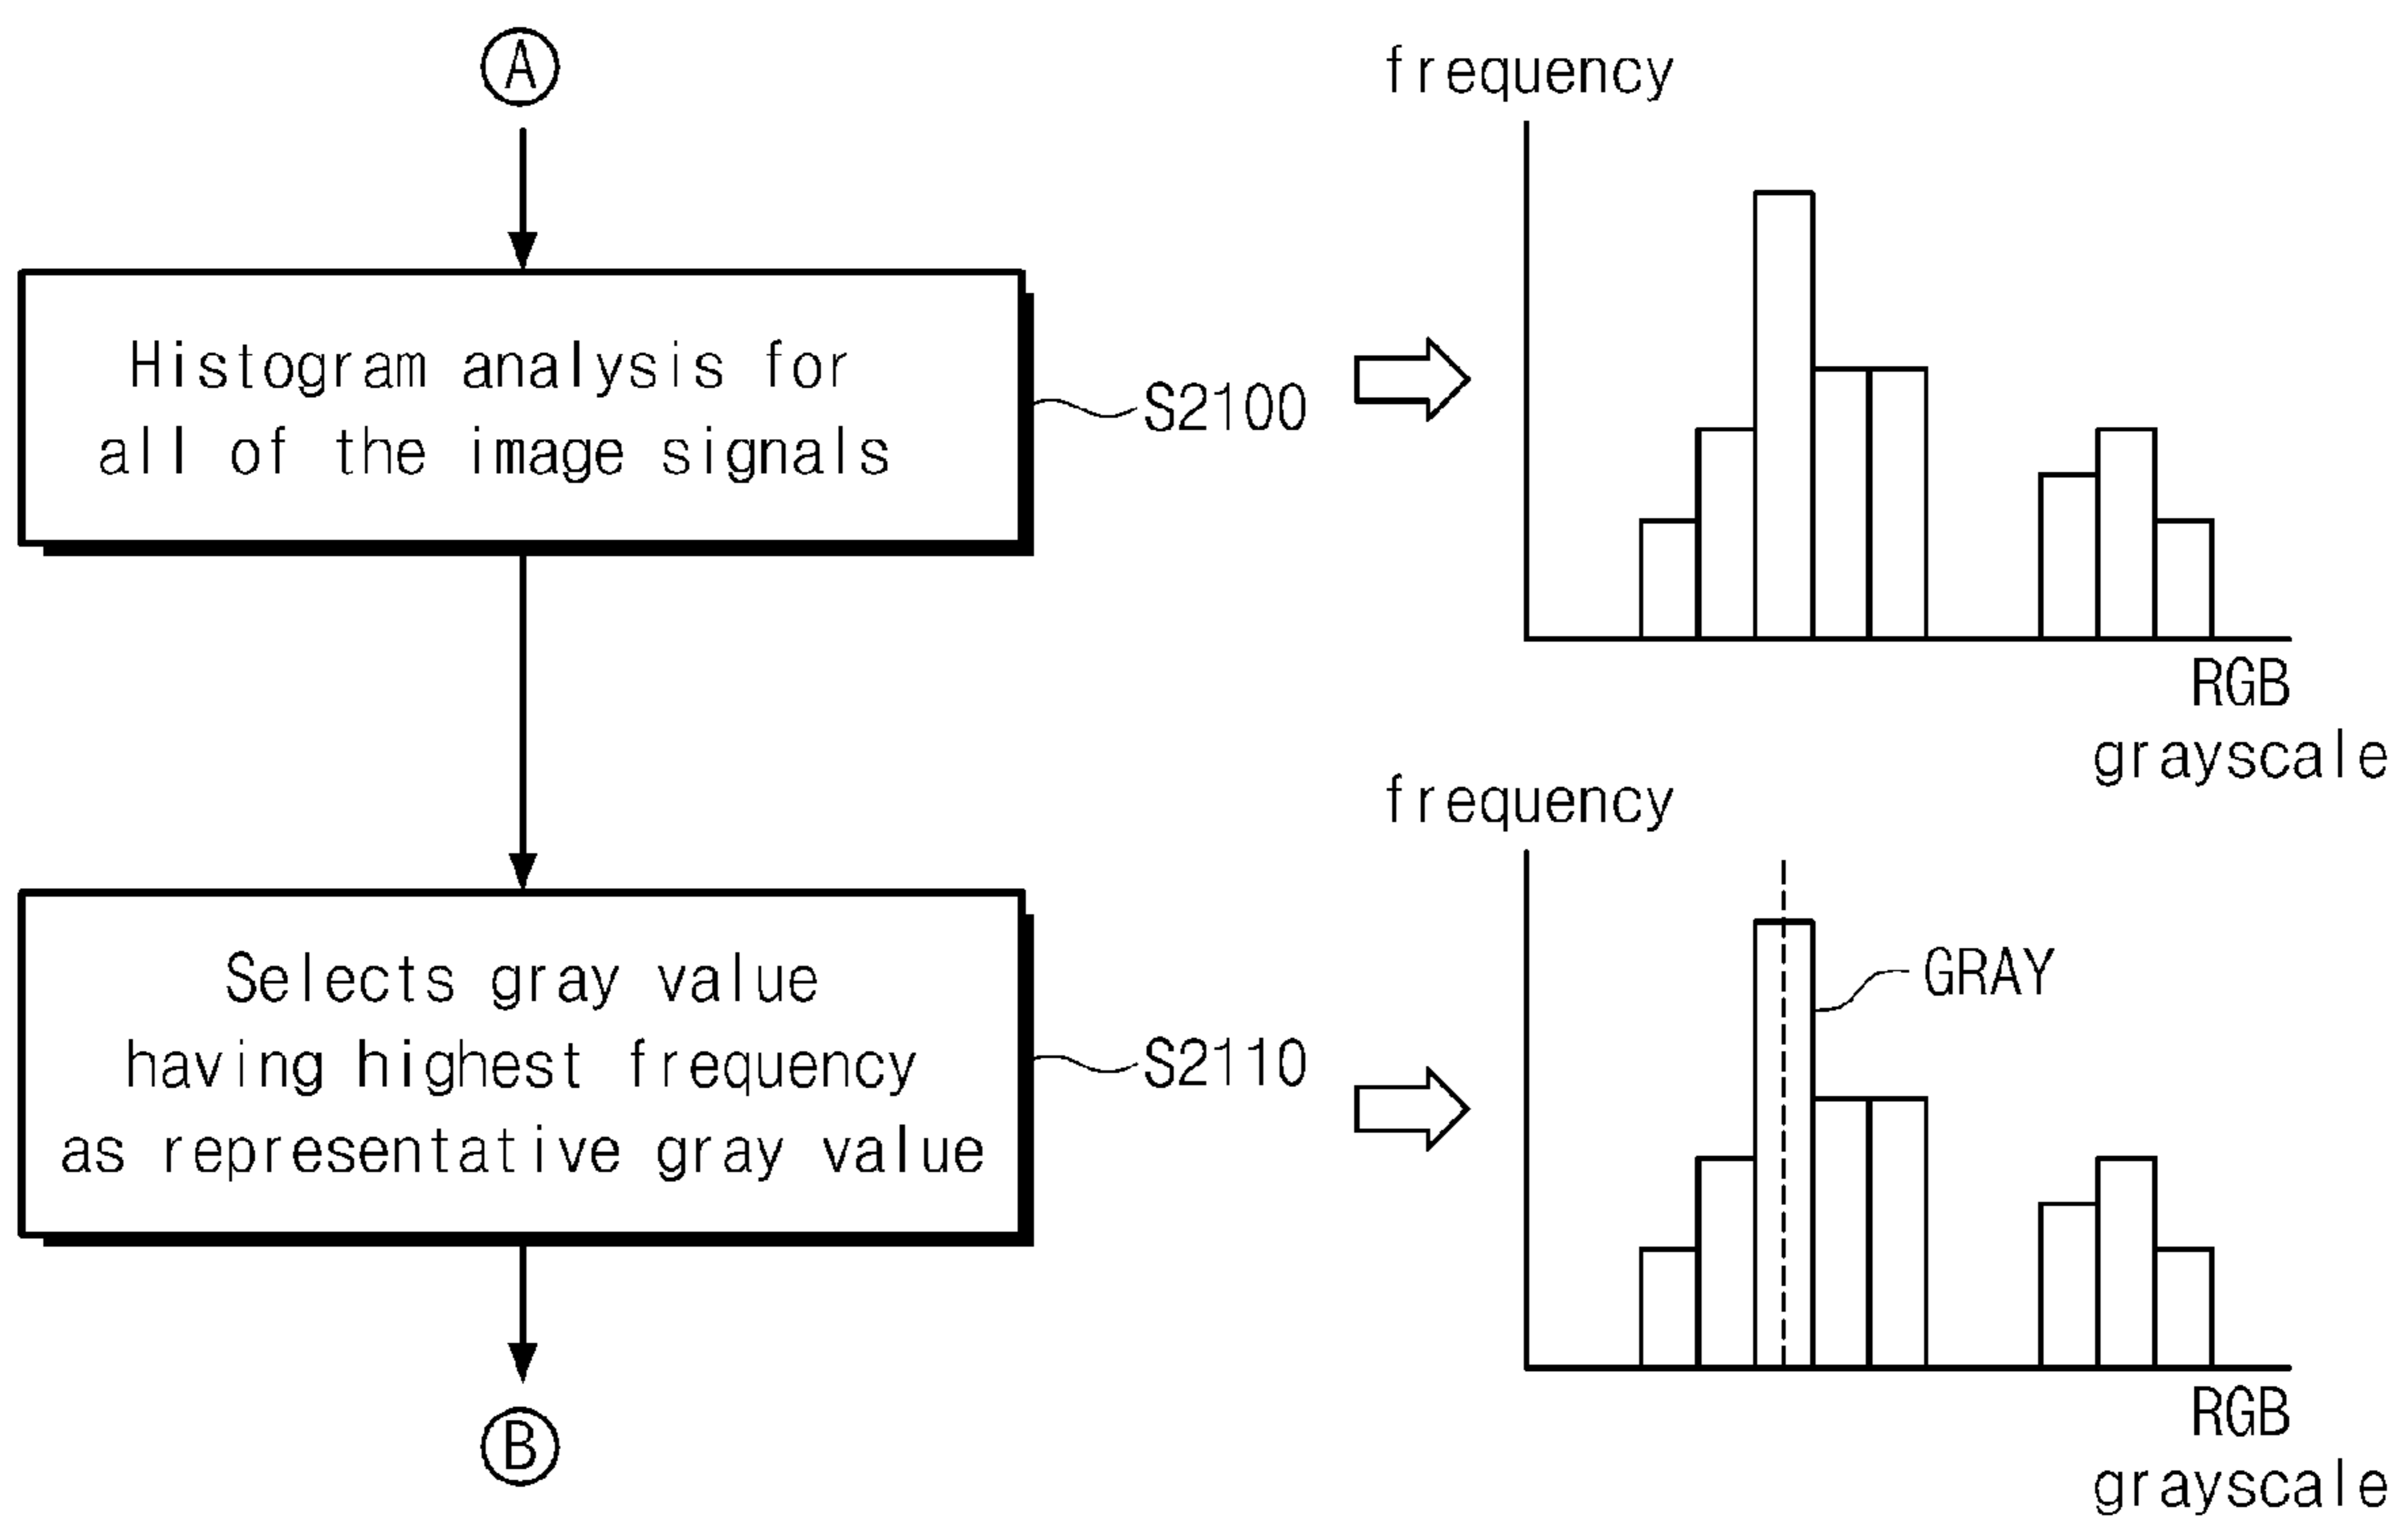 A
Histogram analysis for
all of the image signals
S2100
frequency
RGB
grayscale
Selects gray value
having highest frequency
as representative gray value
S2110
frequency
GRAY
RGB
grayscale
B